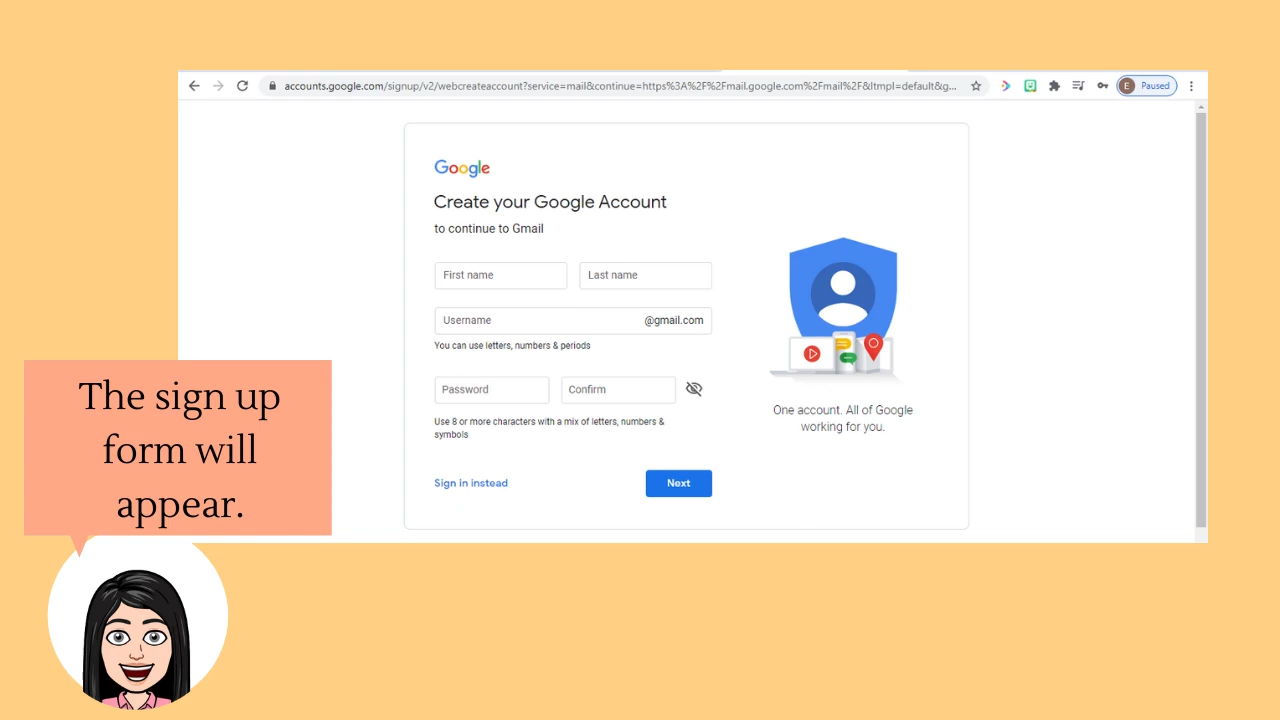 accounts.google.com/signup/v2/webcreateaccount?service=mail&continue=https%3A%2F%2Fmail.google.com%2Fmail%2F&ltmpl=default&g...
E Paused
Google
Create your Google Account
to continue to Gmail
First name Last name
Username @gmail.com
You can use letters, numbers & periods
Password Confirm
Use 8 or more characters with a mix of letters, numbers &
symbols
Sign in instead Next
One account. All of Google
working for you.
The sign up
form will
appear.